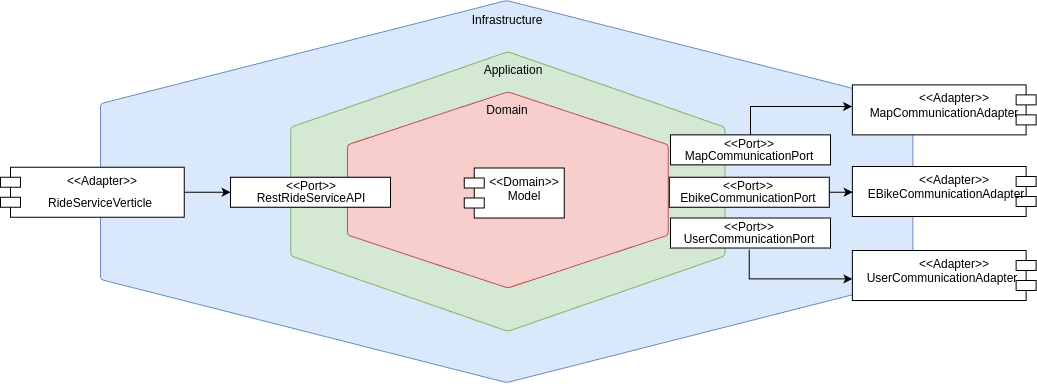 Infrastructure
Application
Domain
<<Adapter>>
RideServiceVerticle
<<Port>>
RestRideServiceAPI
<<Domain>>
Model
<<Port>>
MapCommunicationPort
<<Port>>
EbikeCommunicationPort
<<Port>>
UserCommunicationPort
<<Adapter>>
MapCommunicationAdapter
<<Adapter>>
EBikeCommunicationAdapter
<<Adapter>>
UserCommunicationAdapter